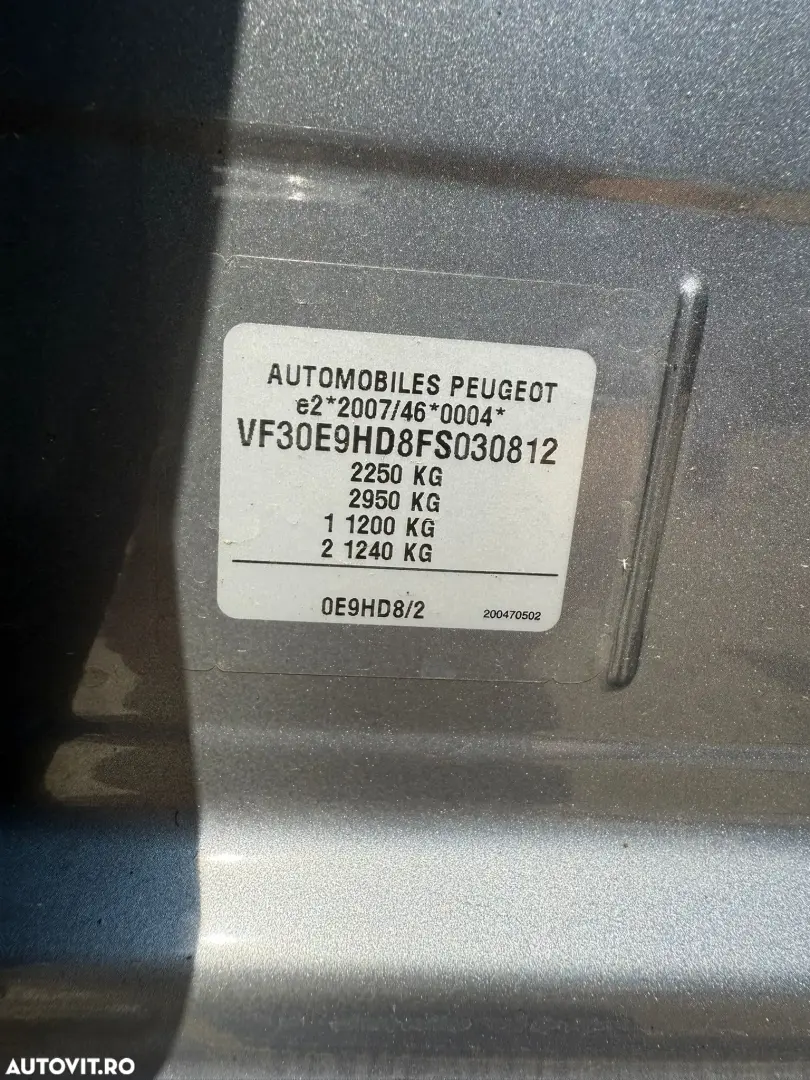 AUTOMOBILES PEUGEOT
e2*2007/46*0004*
VF30E9HD8FS030812
2250 KG
2950 KG
1 1200 KG
2 1240 KG
0E9HD8/2 200470502
AUTOVIT.RO